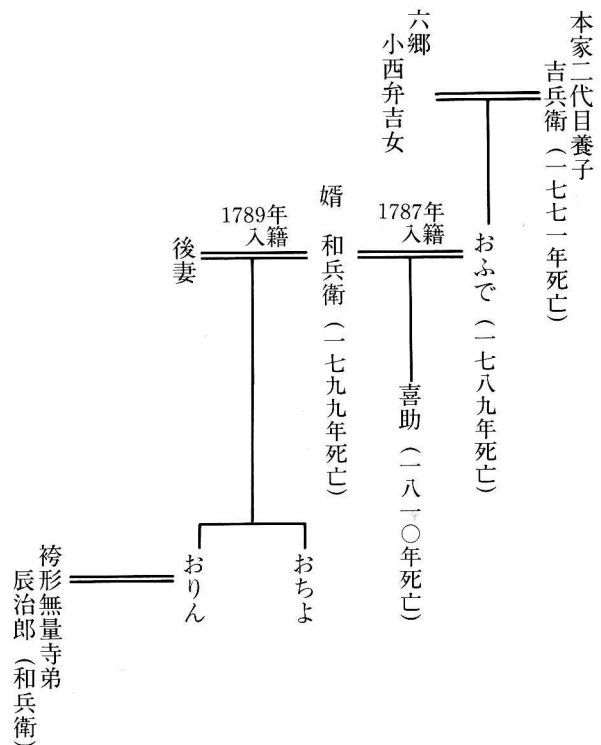 本家二代目養子
吉兵衛（一七七一年死亡）
六郷
小西弁吉女
おふで（一七八九年死亡）
1787年
入籍
喜助（一八一〇年死亡）
婿 和兵衛（一七九九年死亡）
1789年
入籍
後妻
おちよ
おりん
袴形無量寺弟
辰治郎（和兵衛）